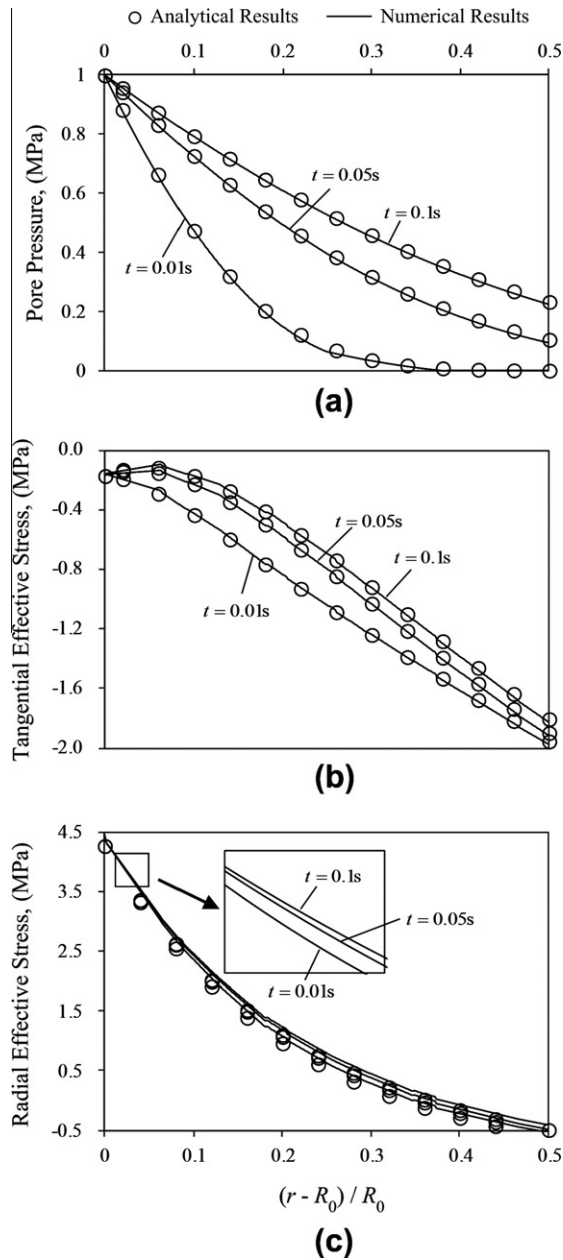 Analytical Results Numerical Results
0 0.1 0.2 0.3 0.4 0.5
Pore Pressure, (MPa)
1
0.8
0.6
0.4
0.2
0
t = 0.05s
t = 0.1s
t = 0.01s
(a)
Tangential Effective Stress, (MPa)
0.0
-0.4
-0.8
-1.2
-1.6
-2.0
t = 0.05s
t = 0.1s
t = 0.01s
(b)
Radial Effective Stress, (MPa)
4.5
3.5
2.5
1.5
0.5
-0.5
t = 0.1s
t = 0.05s
t = 0.01s
0 0.1 0.2 0.3 0.4 0.5
(r - R0) / R0
(c)